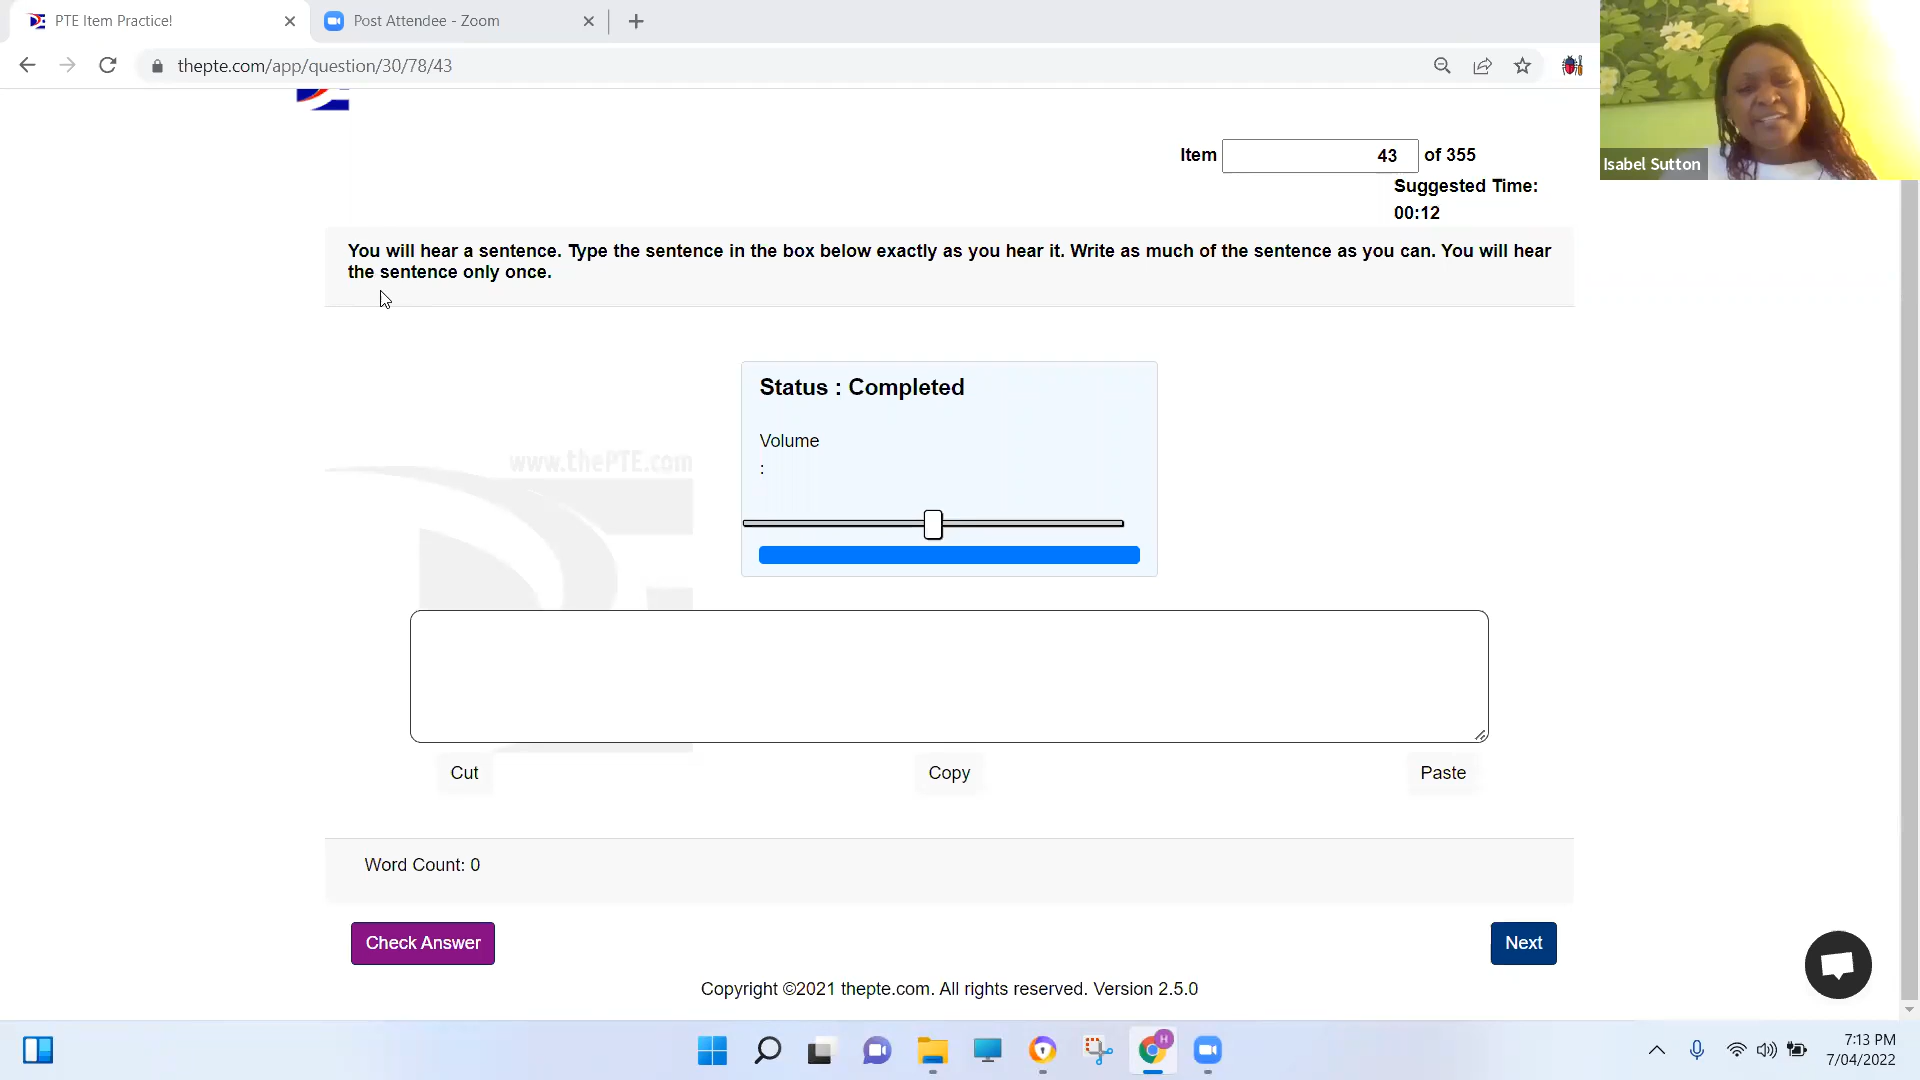 PTE Item Practice!
Post Attendee - Zoom
thepte.com/app/question/30/78/43
Isabel Sutton
Item 43 of 355
Suggested Time:
00:12
You will hear a sentence. Type the sentence in the box below exactly as you hear it. Write as much of the sentence as you can. You will hear
the sentence only once.
Status : Completed
Volume
:
www.thePTE.com
Cut Copy Paste
Word Count: 0
Check Answer Next
Copyright ©2021 thepte.com. All rights reserved. Version 2.5.0
H
7:13 PM
7/04/2022